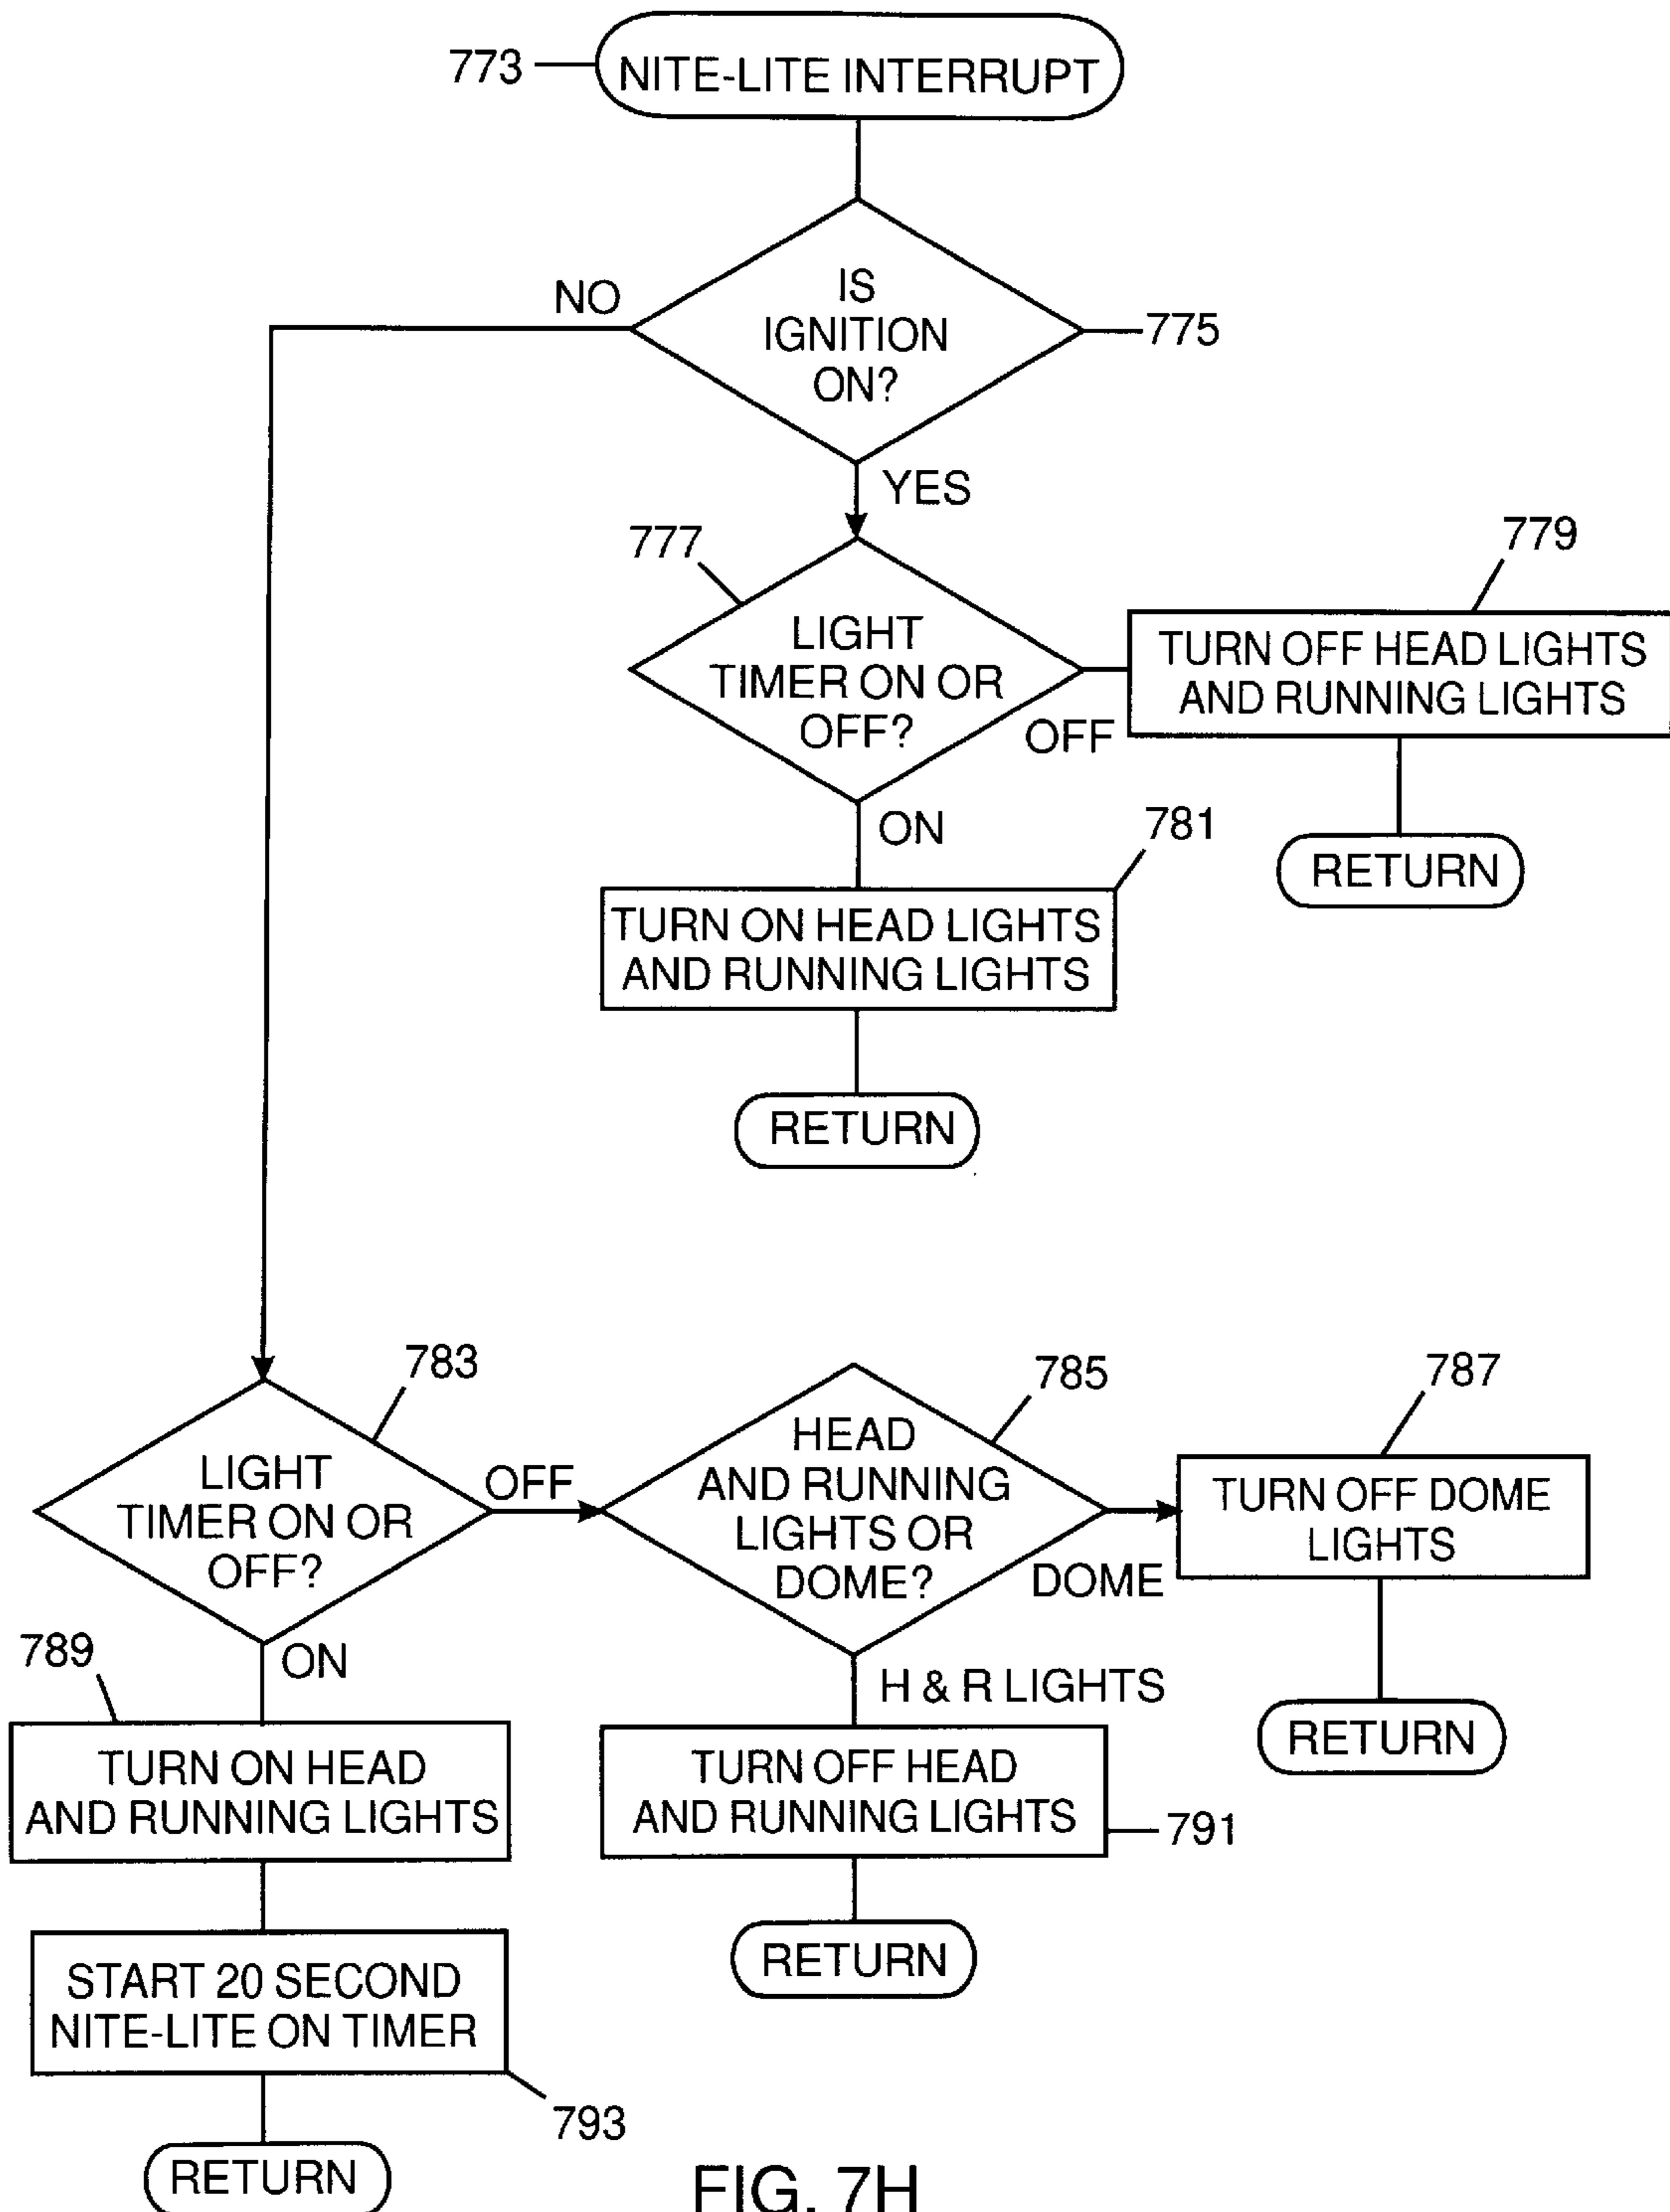 773
NITE-LITE INTERRUPT
NO
IS
IGNITION
ON?
775
YES
777
779
LIGHT
TIMER ON OR
OFF?
OFF
TURN OFF HEAD LIGHTS
AND RUNNING LIGHTS
ON
781
RETURN
TURN ON HEAD LIGHTS
AND RUNNING LIGHTS
RETURN
783
785
787
LIGHT
TIMER ON OR
OFF?
OFF
HEAD
AND RUNNING
LIGHTS OR
DOME?
DOME
TURN OFF DOME
LIGHTS
789
ON
H & R LIGHTS
RETURN
TURN ON HEAD
AND RUNNING LIGHTS
TURN OFF HEAD
AND RUNNING LIGHTS
791
START 20 SECOND
NITE-LITE ON TIMER
RETURN
793
RETURN
FIG. 7H